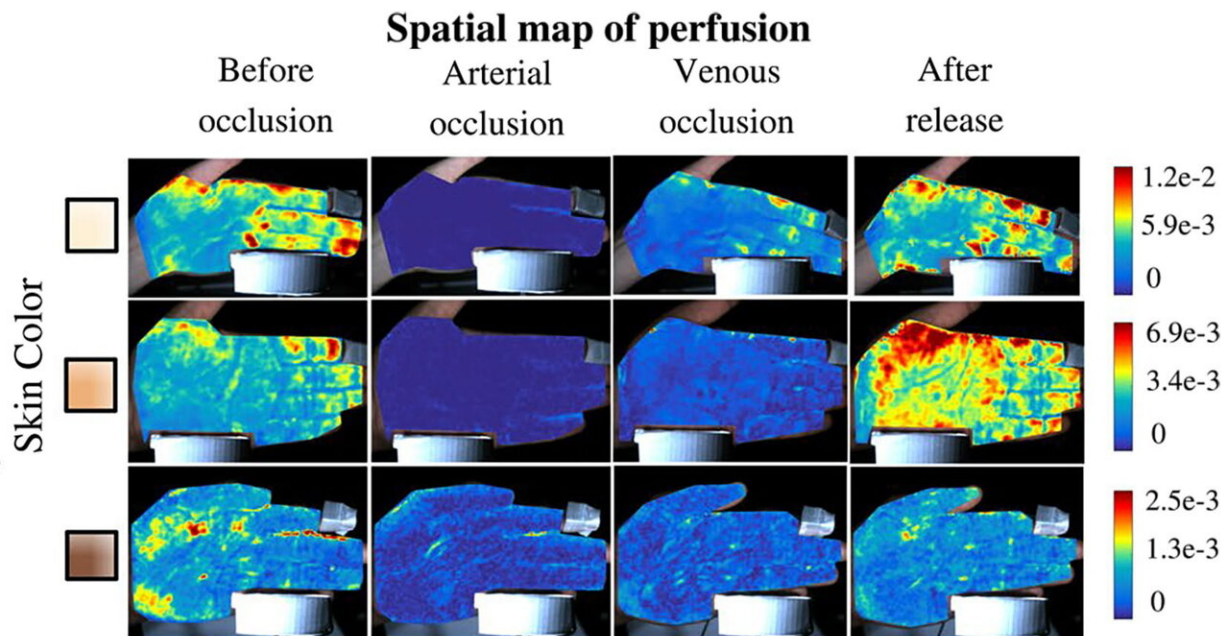 Spatial map of perfusion
Before
occlusion
Arterial
occlusion
Venous
occlusion
After
release
Skin Color
1.2e-2
5.9e-3
0
6.9e-3
3.4e-3
0
2.5e-3
1.3e-3
0